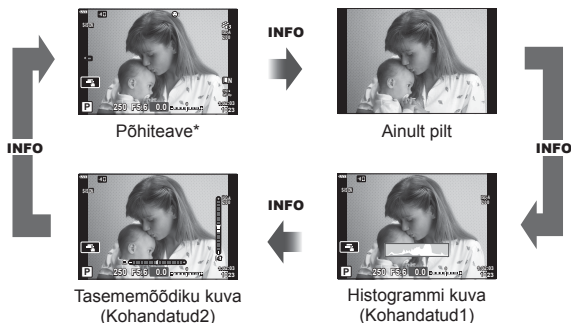 INFO
P 250 F5.6 0.0
Põhiteave*
Ainult pilt
INFO
INFO
INFO
P 250 F5.6 0.0
Tasememõõdiku kuva
(Kohandatud2)
P 250 F5.6 0.0
Histogrammi kuva
(Kohandatud1)